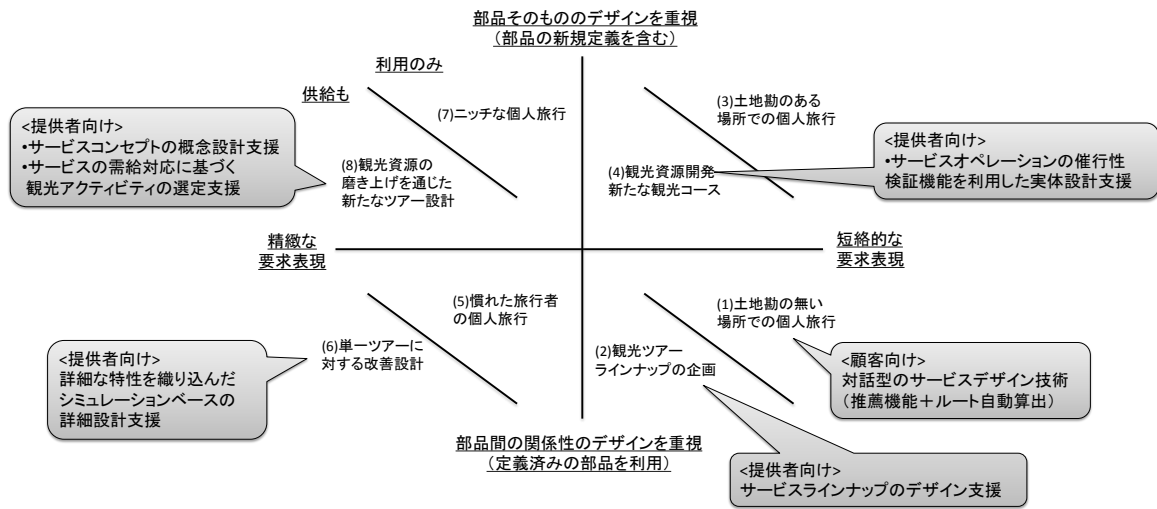 部品そのもののデザインを重視
（部品の新規定義を含む）
利用のみ
供給も
(7)ニッチな個人旅行
(3)土地勘のある
場所での個人旅行
<提供者向け>
•サービスコンセプトの概念設計支援
•サービスの需給対応に基づく
観光アクティビティの選定支援
(8)観光資源の
磨き上げを通じた
新たなツアー設計
(4)観光資源開発
新たな観光コース
<提供者向け>
•サービスオペレーションの催行性
検証機能を利用した実体設計支援
精緻な
要求表現
短絡的な
要求表現
(5)慣れた旅行者
の個人旅行
(1)土地勘の無い
場所での個人旅行
(6)単一ツアーに
対する改善設計
(2)観光ツアー
ラインナップの企画
<提供者向け>
詳細な特性を織り込んだ
シミュレーションベースの
詳細設計支援
<顧客向け>
対話型のサービスデザイン技術
（推薦機能＋ルート自動算出）
部品間の関係性のデザインを重視
（定義済みの部品を利用）
<提供者向け>
サービスラインナップのデザイン支援